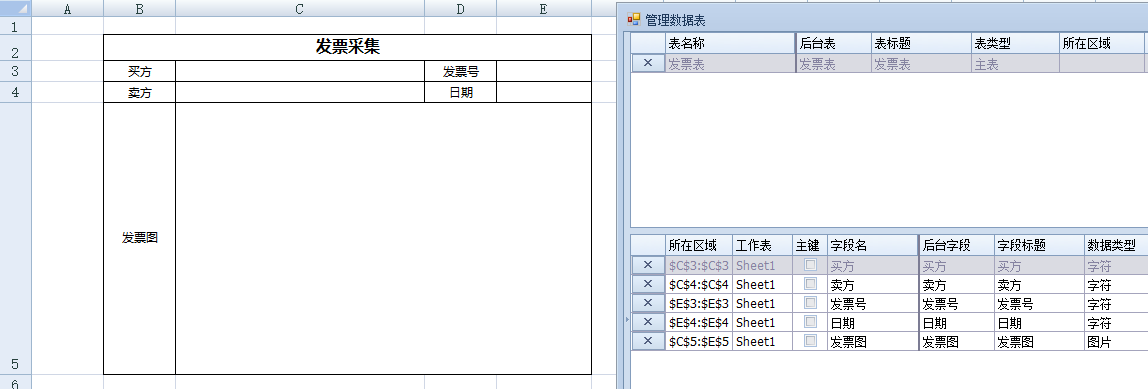 A B C D E
1
2 发票采集
3 买方 发票号
4 卖方 日期
5 发票图
6
管理数据表
表名称 后台表 表标题 表类型 所在区域
× 发票表 发票表 发票表 主表
所在区域 工作表 主键 字段名 后台字段 字段标题 数据类型
× $C$3:$C$3 Sheet1 买方 买方 买方 字符
× $C$4:$C$4 Sheet1 卖方 卖方 卖方 字符
× $E$3:$E$3 Sheet1 发票号 发票号 发票号 字符
× $E$4:$E$4 Sheet1 日期 日期 日期 字符
× $C$5:$E$5 Sheet1 发票图 发票图 发票图 图片